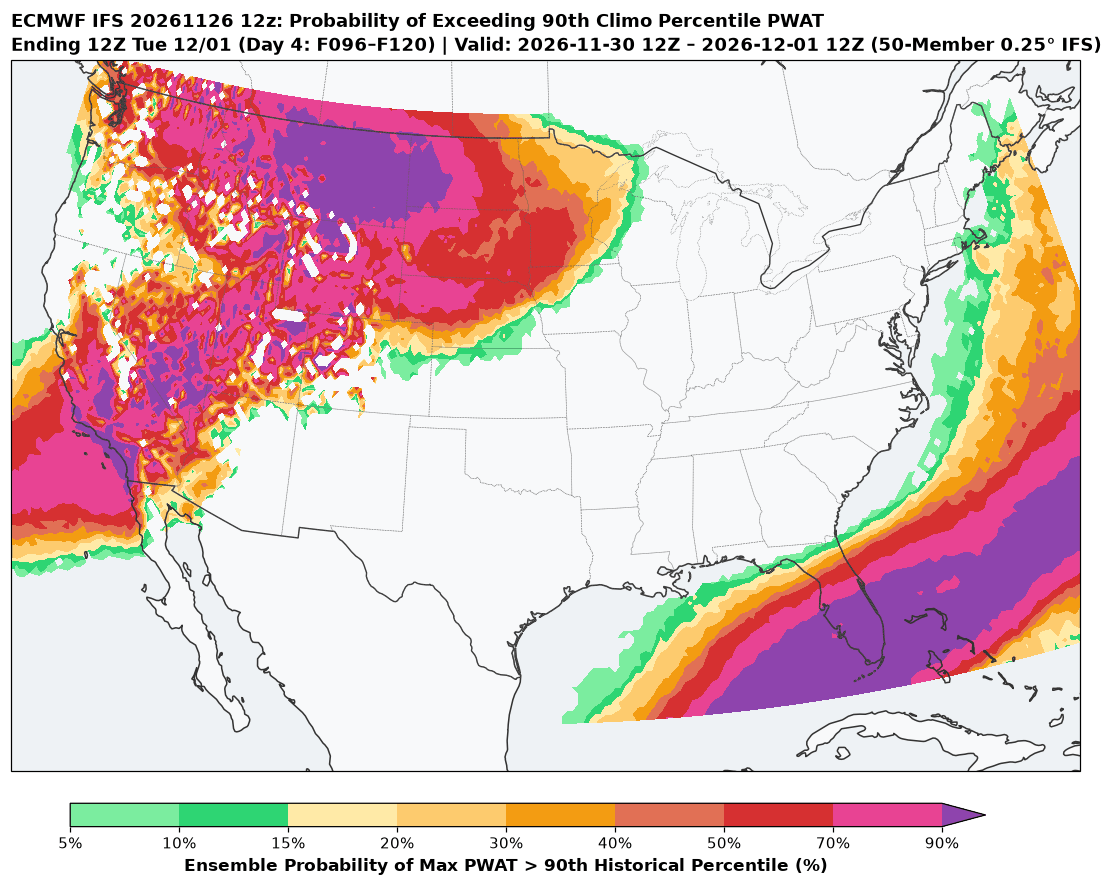 ECMWF IFS 20261126 12z: Probability of Exceeding 90th Climo Percentile PWAT
Ending 12Z Tue 12/01 (Day 4: F096–F120) | Valid: 2026-11-30 12Z – 2026-12-01 12Z (50-Member 0.25° IFS)
5% 10% 15% 20% 30% 40% 50% 70% 90%
Ensemble Probability of Max PWAT > 90th Historical Percentile (%)